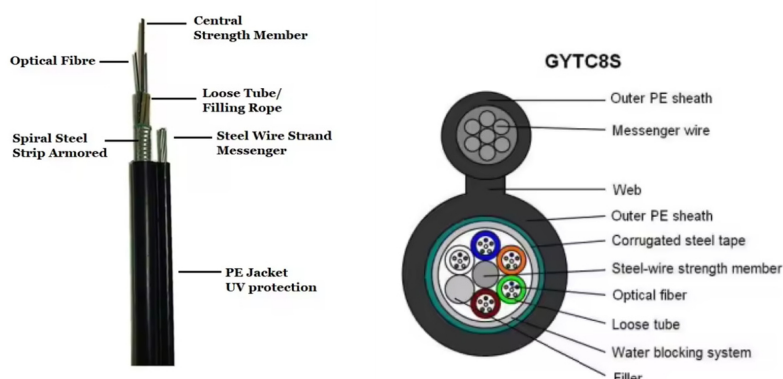 Central
Strength Member
Optical Fibre
Loose Tube/
Filling Rope
Spiral Steel
Strip Armored
Steel Wire Strand
Messenger
PE Jacket
UV protection
GYTC8S
Outer PE sheath
Messenger wire
Web
Outer PE sheath
Corrugated steel tape
Steel-wire strength member
Optical fiber
Loose tube
Water blocking system
Filler